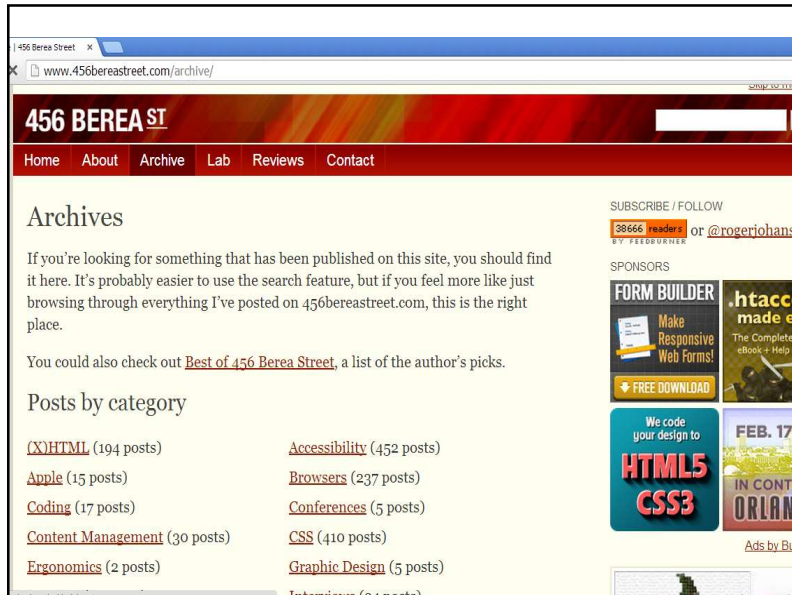 | 456 Berea Street ×
www.456bereastreet.com/archive/
456 BEREA ST
Home About Archive Lab Reviews Contact
Archives
If you're looking for something that has been published on this site, you should find
it here. It's probably easier to use the search feature, but if you feel more like just
browsing through everything I've posted on 456bereastreet.com, this is the right
place.
You could also check out Best of 456 Berea Street, a list of the author's picks.
Posts by category
(X)HTML (194 posts)
Apple (15 posts)
Coding (17 posts)
Content Management (30 posts)
Ergonomics (2 posts)
Accessibility (452 posts)
Browsers (237 posts)
Conferences (5 posts)
CSS (410 posts)
Graphic Design (5 posts)
SUBSCRIBE / FOLLOW
38666 readers or @rogerjohans
BY FEEDBURNER
SPONSORS
FORM BUILDER
Make
Responsive
Web Forms!
FREE DOWNLOAD
.htacc
made e
The Complete
eBook + Help
We code
your design to
HTML5
CSS3
FEB. 17
IN CONT
ORLAN
Ads by Bu